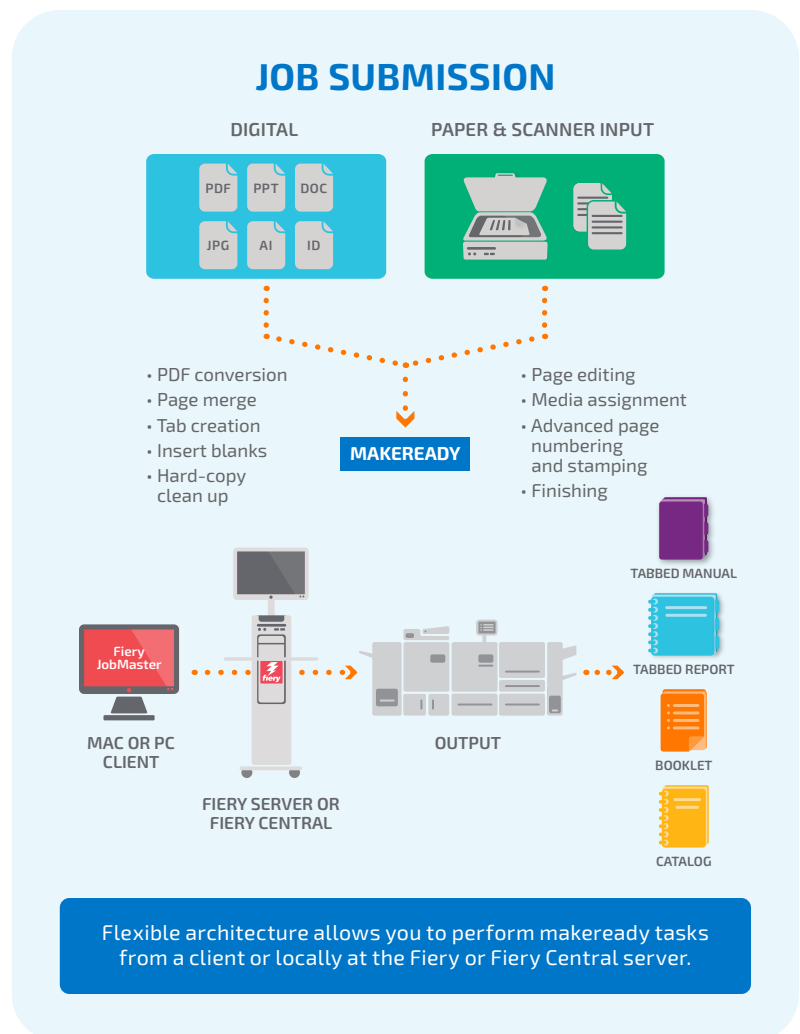 JOB SUBMISSION
DIGITAL
PAPER & SCANNER INPUT
PDF
PPT
DOC
JPG
AI
ID
• PDF conversion
• Page merge
• Tab creation
• Insert blanks
• Hard-copy
clean up
MAKEREADY
• Page editing
• Media assignment
• Advanced page
numbering
and stamping
• Finishing
Fiery
JobMaster
MAC OR PC
CLIENT
fiery
FIERY SERVER OR
FIERY CENTRAL
OUTPUT
TABBED MANUAL
TABBED REPORT
BOOKLET
CATALOG
Flexible architecture allows you to perform makeready tasks
from a client or locally at the Fiery or Fiery Central server.